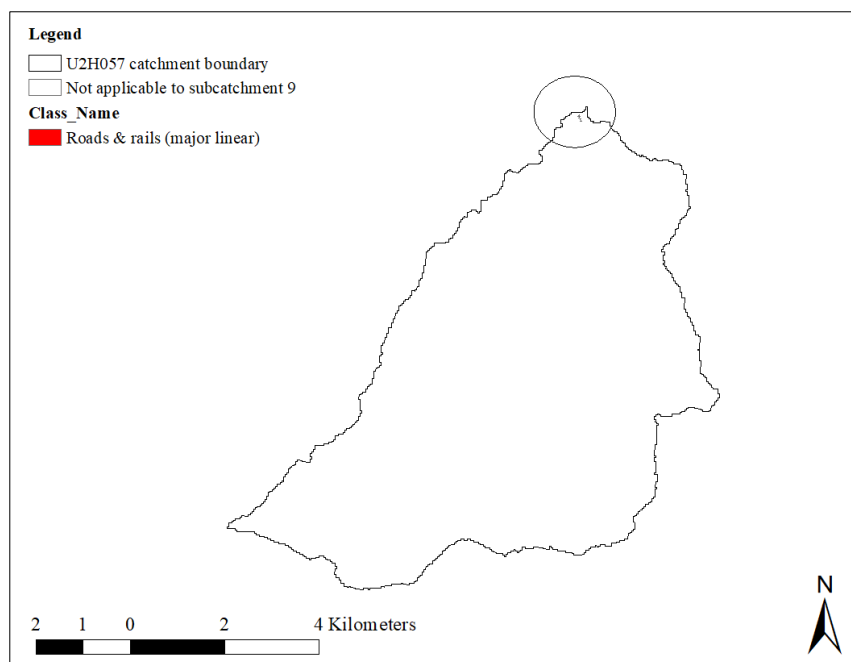 Legend
U2H057 catchment boundary
Not applicable to subcatchment 9
Class_Name
Roads & rails (major linear)
N
2 1 0 2 4 Kilometers